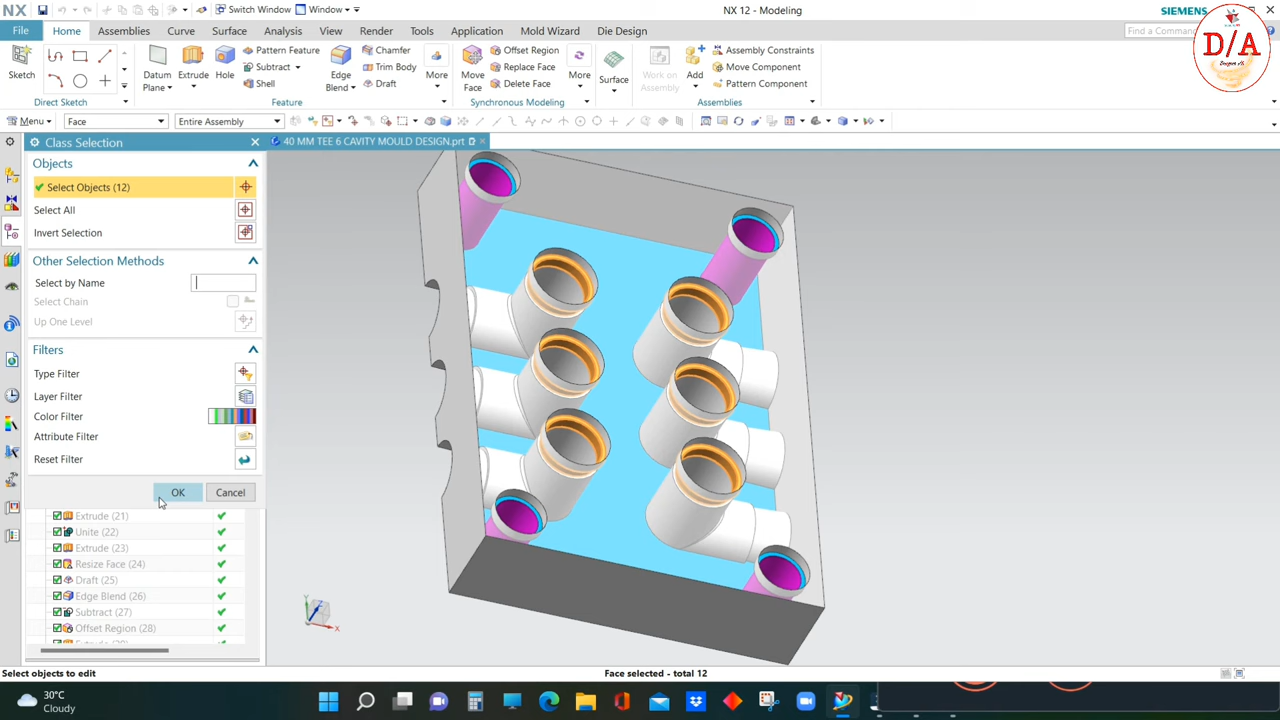 NX Switch Window Window NX 12 - Modeling SIEMENS
File Home Assemblies Curve Surface Analysis View Render Tools Application Mold Wizard Die Design Find a Command
Sketch Datum Plane Extrude Hole Pattern Feature Subtract Shell Edge Blend Chamfer Trim Body Draft More Move Face Offset Region Replace Face Delete Face More Surface Work on Assembly Add Assembly Constraints Move Component Pattern Component
Direct Sketch Feature Synchronous Modeling Assemblies
D/A
Menu Face Entire Assembly
Class Selection 40 MM TEE 6 CAVITY MOULD DESIGN.prt
Objects
Select Objects (12)
Select All
Invert Selection
Other Selection Methods
Select by Name
Select Chain
Up One Level
Filters
Type Filter
Layer Filter
Color Filter
Attribute Filter
Reset Filter
OK Cancel
Extrude (21)
Unite (22)
Extrude (23)
Resize Face (24)
Draft (25)
Edge Blend (26)
Subtract (27)
Offset Region (28)
Y
Z
X
Select objects to edit Face selected - total 12
30°C
Cloudy